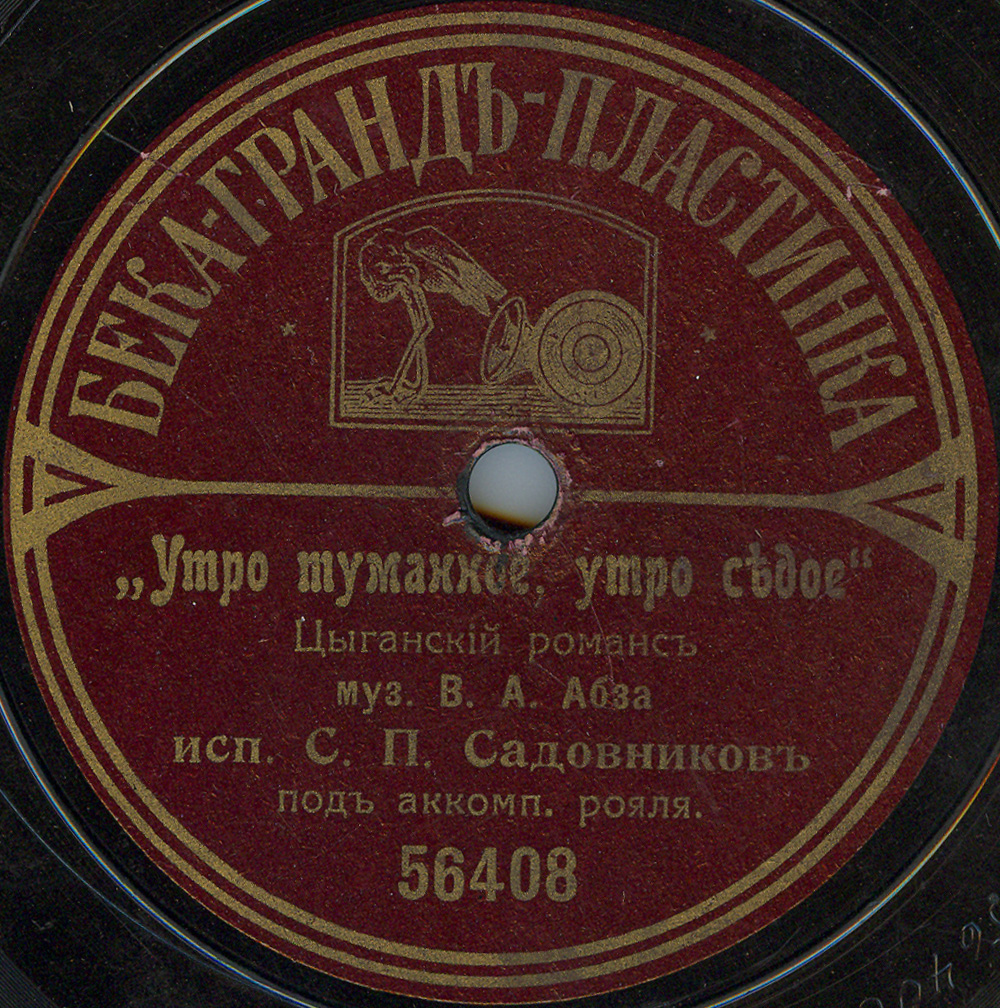 БЕКА-ГРАНДЪ-ПЛАСТИНКА
„Утро туманное, утро сѣдое“
Цыганскій романсъ
муз. В. А. Абза
исп. С. П. Садовниковъ
подъ аккомп. рояля.
56408